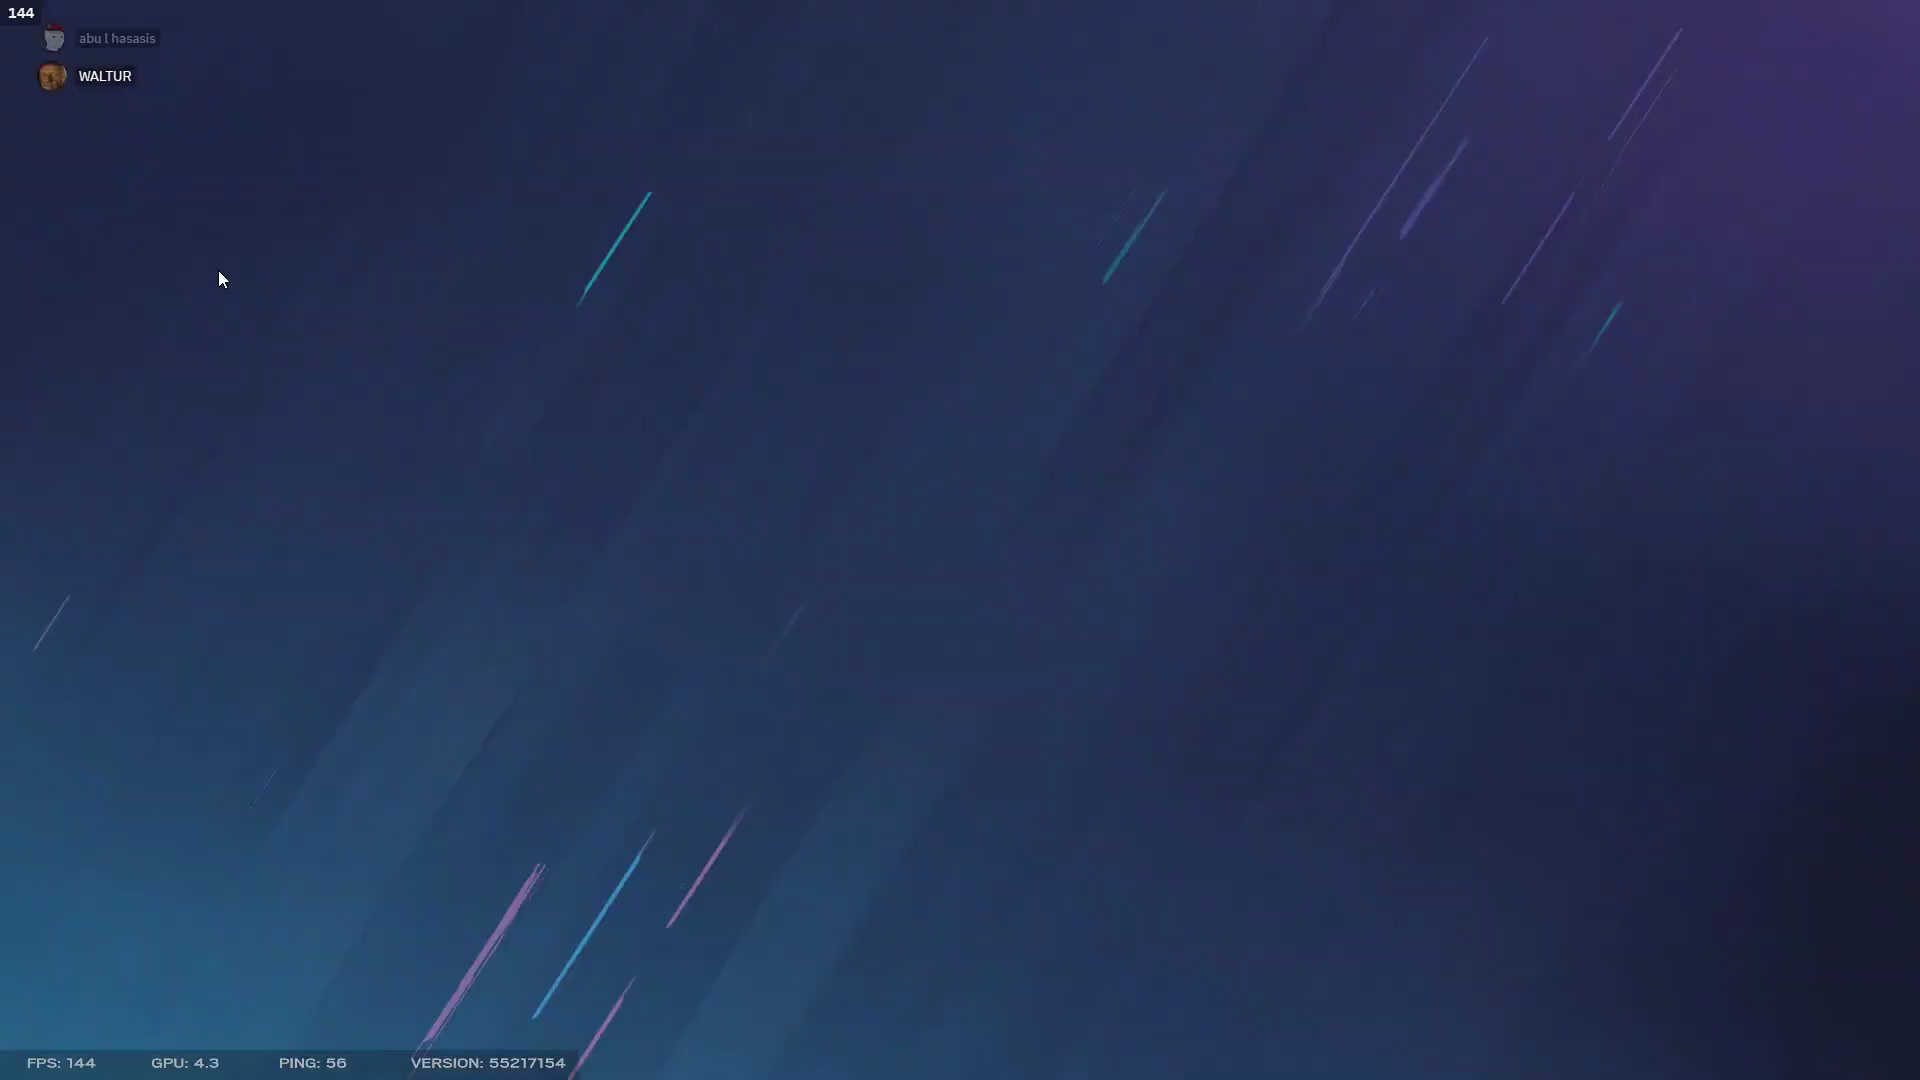 144
abu l hasasis
WALTUR
FPS: 144 GPU: 4.3 PING: 56 VERSION: 55217154